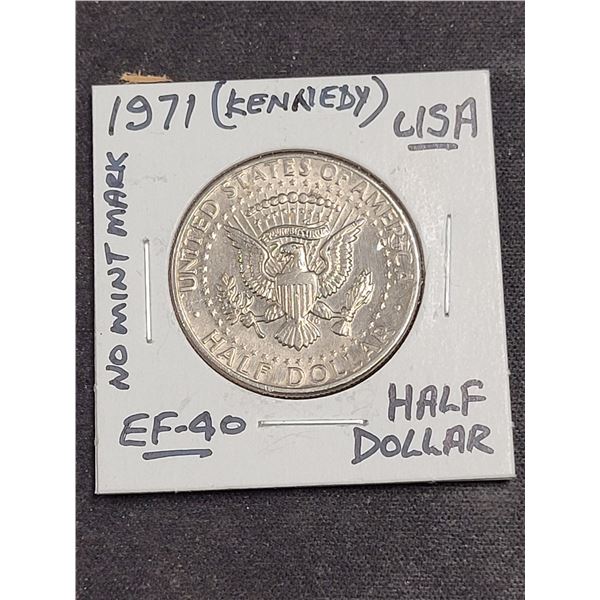 1971 (KENNEDY) USA
NO MINT MARK
UNITED STATES OF AMERICA
HALF DOLLAR
EF-40
HALF
DOLLAR